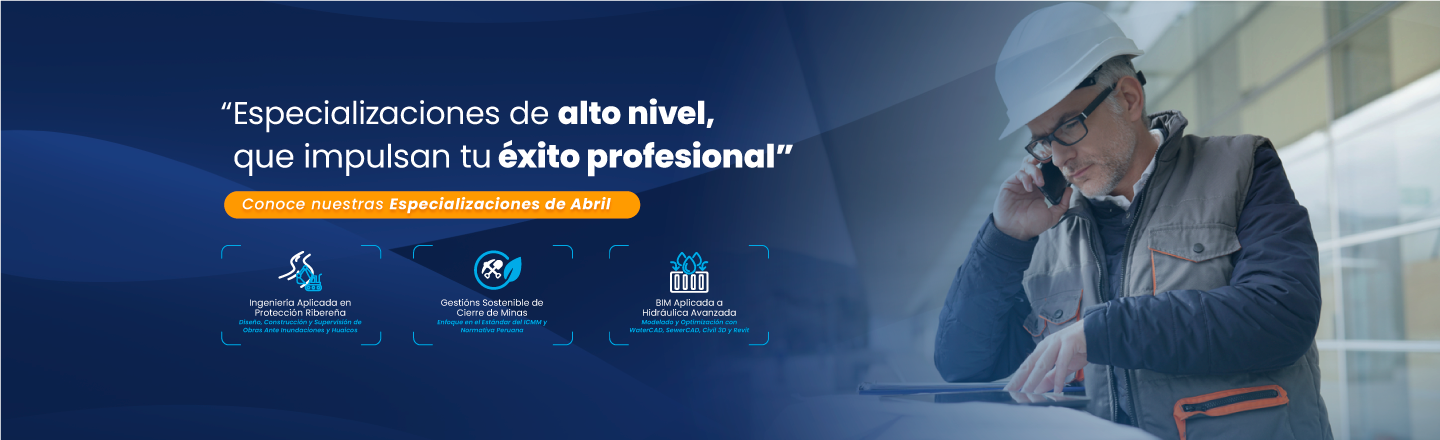 “Especializaciones de alto nivel,
que impulsan tu éxito profesional”
Conoce nuestras Especializaciones de Abril
Ingeniería Aplicada en
Protección Ribereña
Diseño, Construcción y Supervisión de
Obras Ante Inundaciones y Huaicos
Gestións Sostenible de
Cierre de Minas
Enfoque en el Estándar del ICMM y
Normativa Peruana
BIM Aplicada a
Hidráulica Avanzada
Modelado y Optimización con
WaterCAD, SewerCAD, Civil 3D y Revit